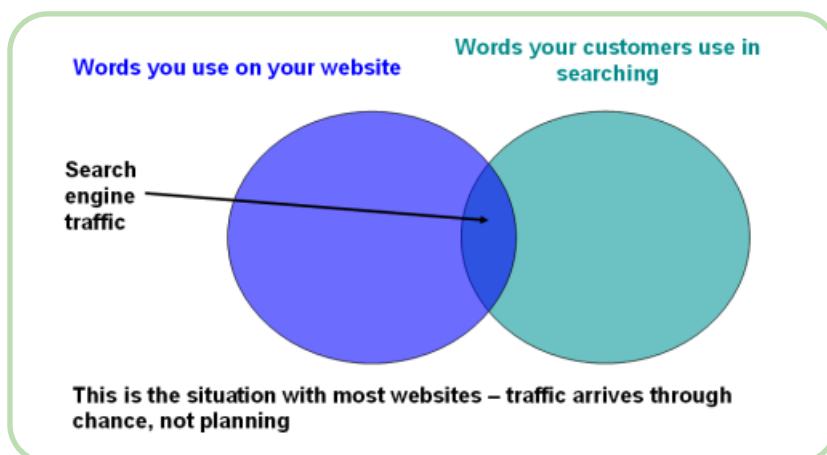 Words you use on your website
Words your customers use in
searching
Search
engine
traffic
This is the situation with most websites – traffic arrives through
chance, not planning